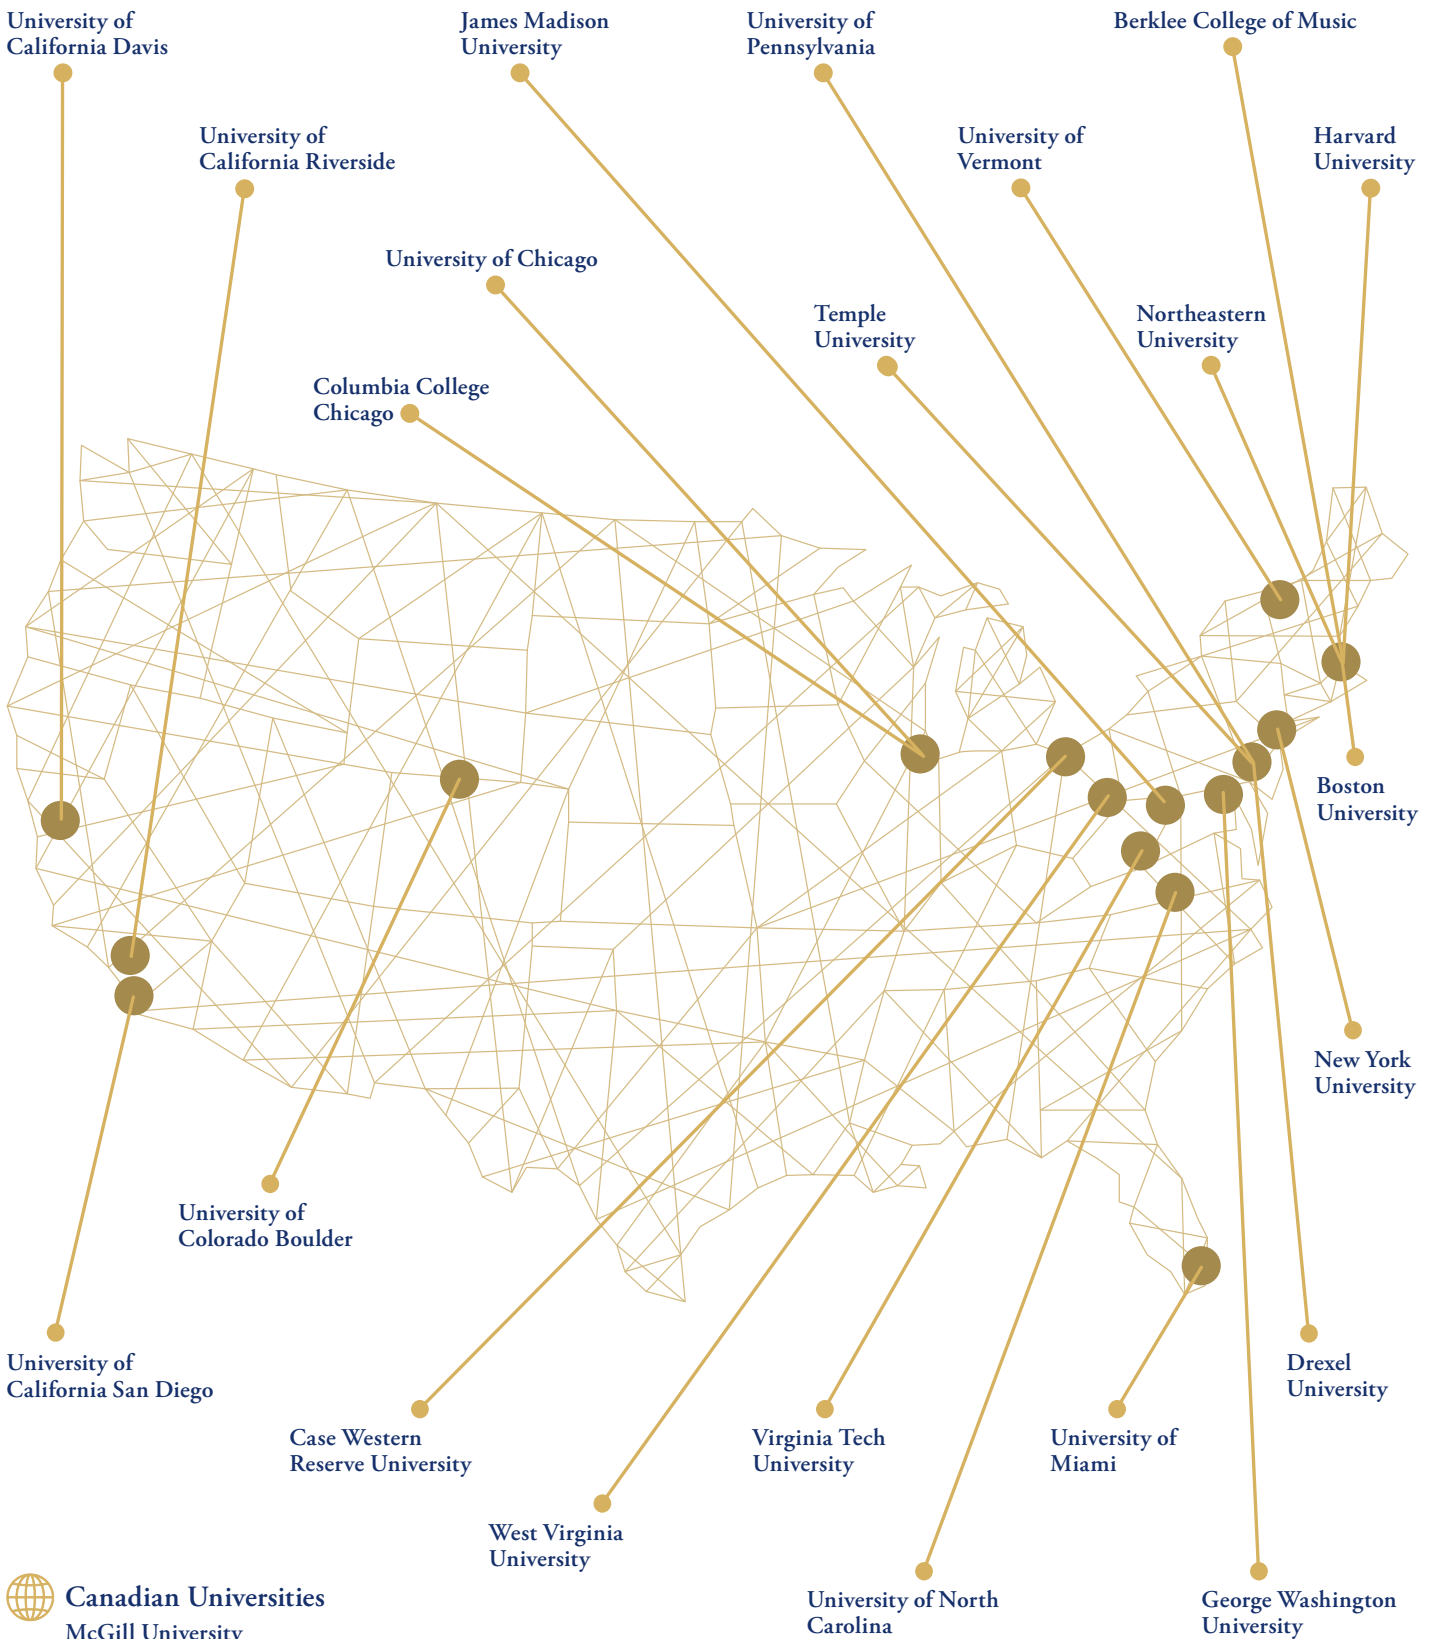 University of
California Davis
James Madison
University
University of
Pennsylvania
Berklee College of Music
University of
California Riverside
University of
Vermont
Harvard
University
University of Chicago
Temple
University
Northeastern
University
Columbia College
Chicago
Boston
University
New York
University
University of
Colorado Boulder
University of
California San Diego
Drexel
University
Case Western
Reserve University
Virginia Tech
University
University of
Miami
West Virginia
University
University of North
Carolina
George Washington
University
Canadian Universities
McGill University